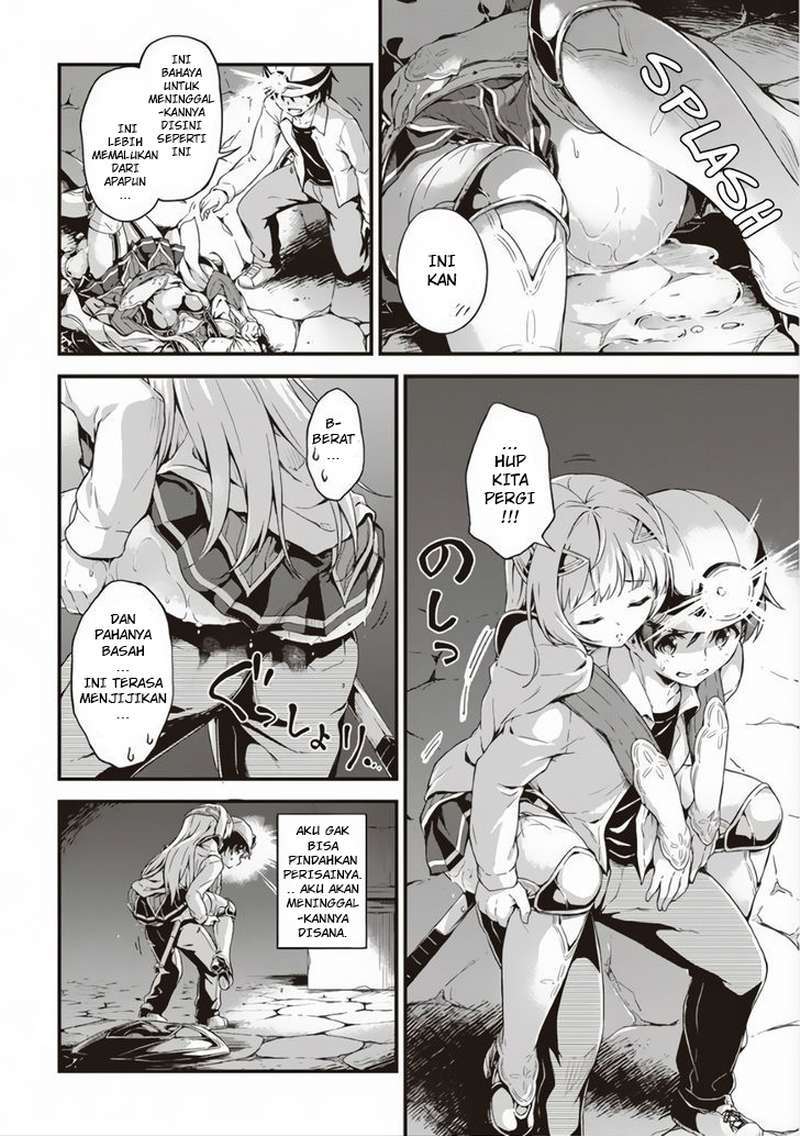 SPLASH
INI
KAN
INI
BAHAYA
UNTUK
MENINGGAL
-KANNYA
DISINI
SEPERTI
INI
INI
LEBIH
MEMALUKAN
DARI
APAPUN
...
...
HUP
KITA
PERGI
!!!
のしっ
B-
BERAT
...
DAN
PAHANYA
BASAH
...
INI TERASA
MENJIJIKAN
...
ぐっしょり...
AKU GAK
BISA
PINDAHKAN
PERISAINYA.
.. AKU AKAN
MENINGGAL
-KANNYA
DISANA.